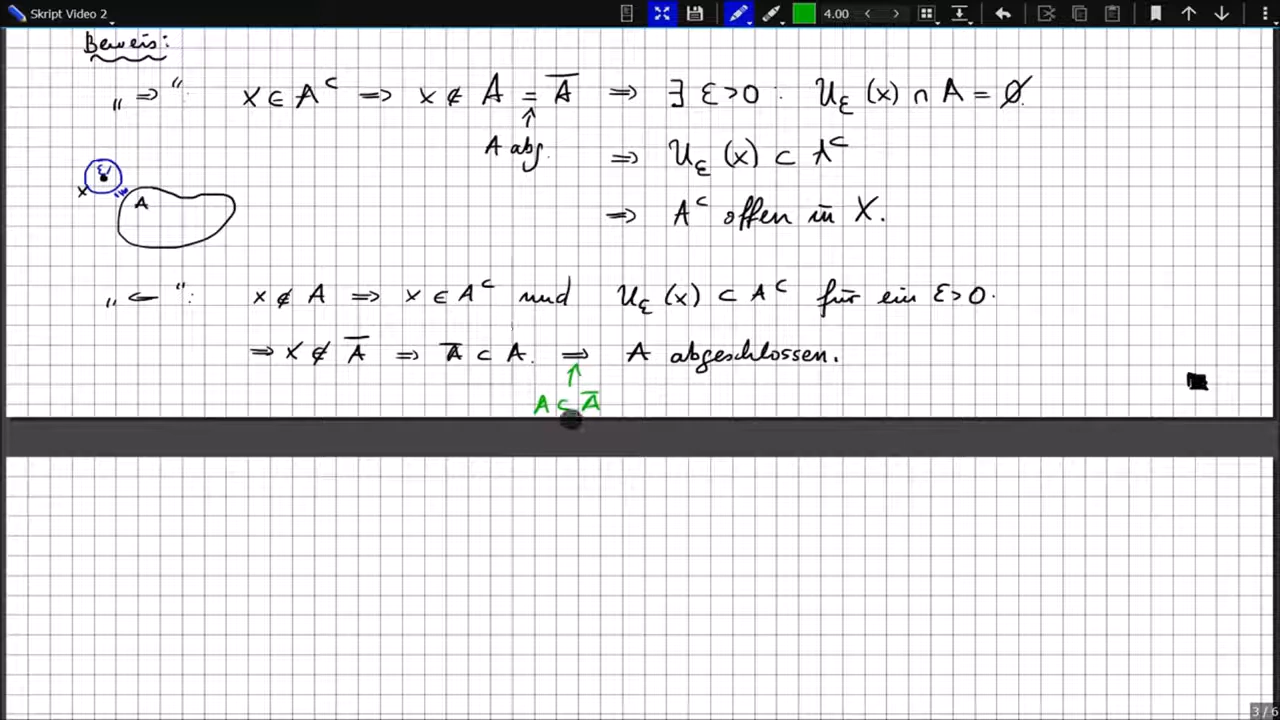 Skript Video 2
4.00
Beweis:
„⇒“: x ∈ A^c ⇒ x ∉ A = A̅ ⇒ ∃ ε>0: U_ε(x) ∩ A = ∅.
↑
A abg.
⇒ U_ε(x) ⊂ A^c
ε'
x
A
⇒ A^c offen in X.
„⇐“: x ∉ A ⇒ x ∈ A^c und U_ε(x) ⊂ A^c für ein ε>0.
⇒ x ∉ A̅ ⇒ A̅ ⊂ A. ⇒ A abgeschlossen.
↑
A ⊂ A̅
3 / 6